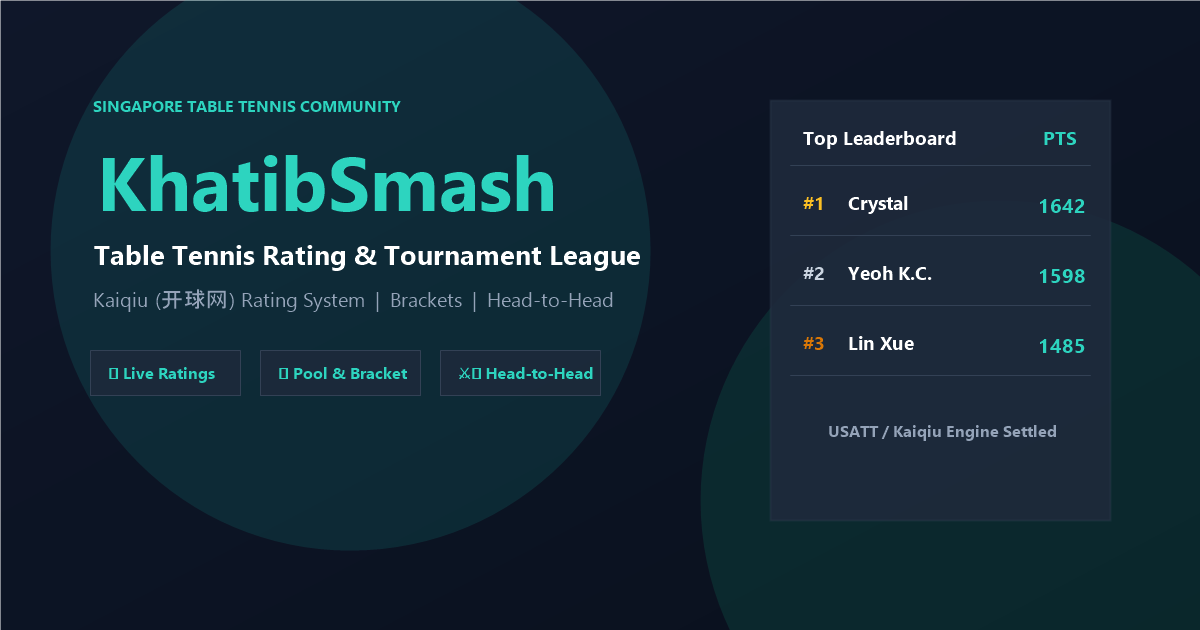 SINGAPORE TABLE TENNIS COMMUNITY
KhatibSmash
Table Tennis Rating & Tournament League
Kaiqiu (开球网) Rating System | Brackets | Head-to-Head
Live Ratings
Pool & Bracket
⚔ Head-to-Head
Top Leaderboard PTS
#1 Crystal 1642
#2 Yeoh K.C. 1598
#3 Lin Xue 1485
USATT / Kaiqiu Engine Settled